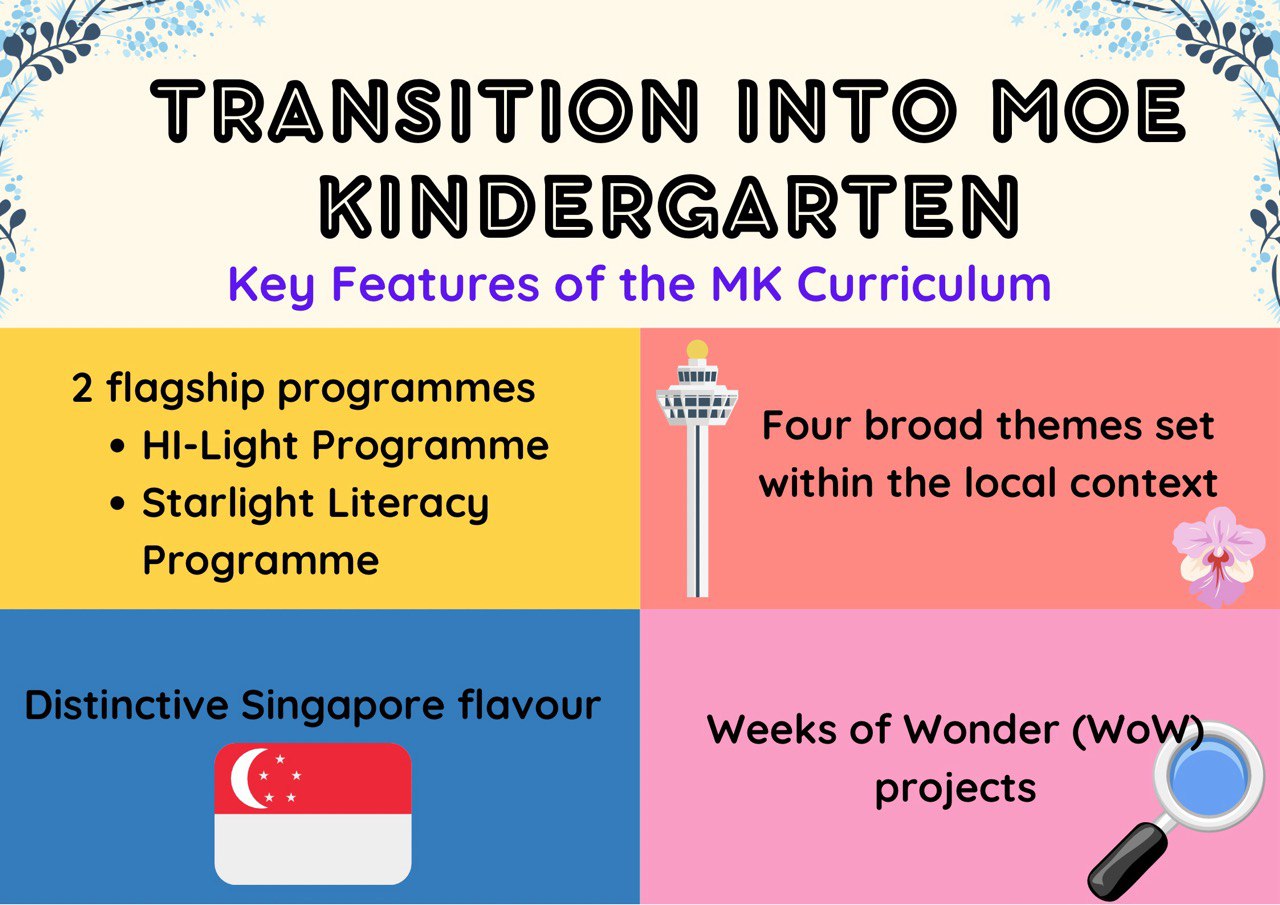 TRANSITION INTO MOE
KINDERGARTEN
Key Features of the MK Curriculum
2 flagship programmes
• HI-Light Programme
• Starlight Literacy
Programme
Four broad themes set
within the local context
Distinctive Singapore flavour
Weeks of Wonder (WoW)
projects